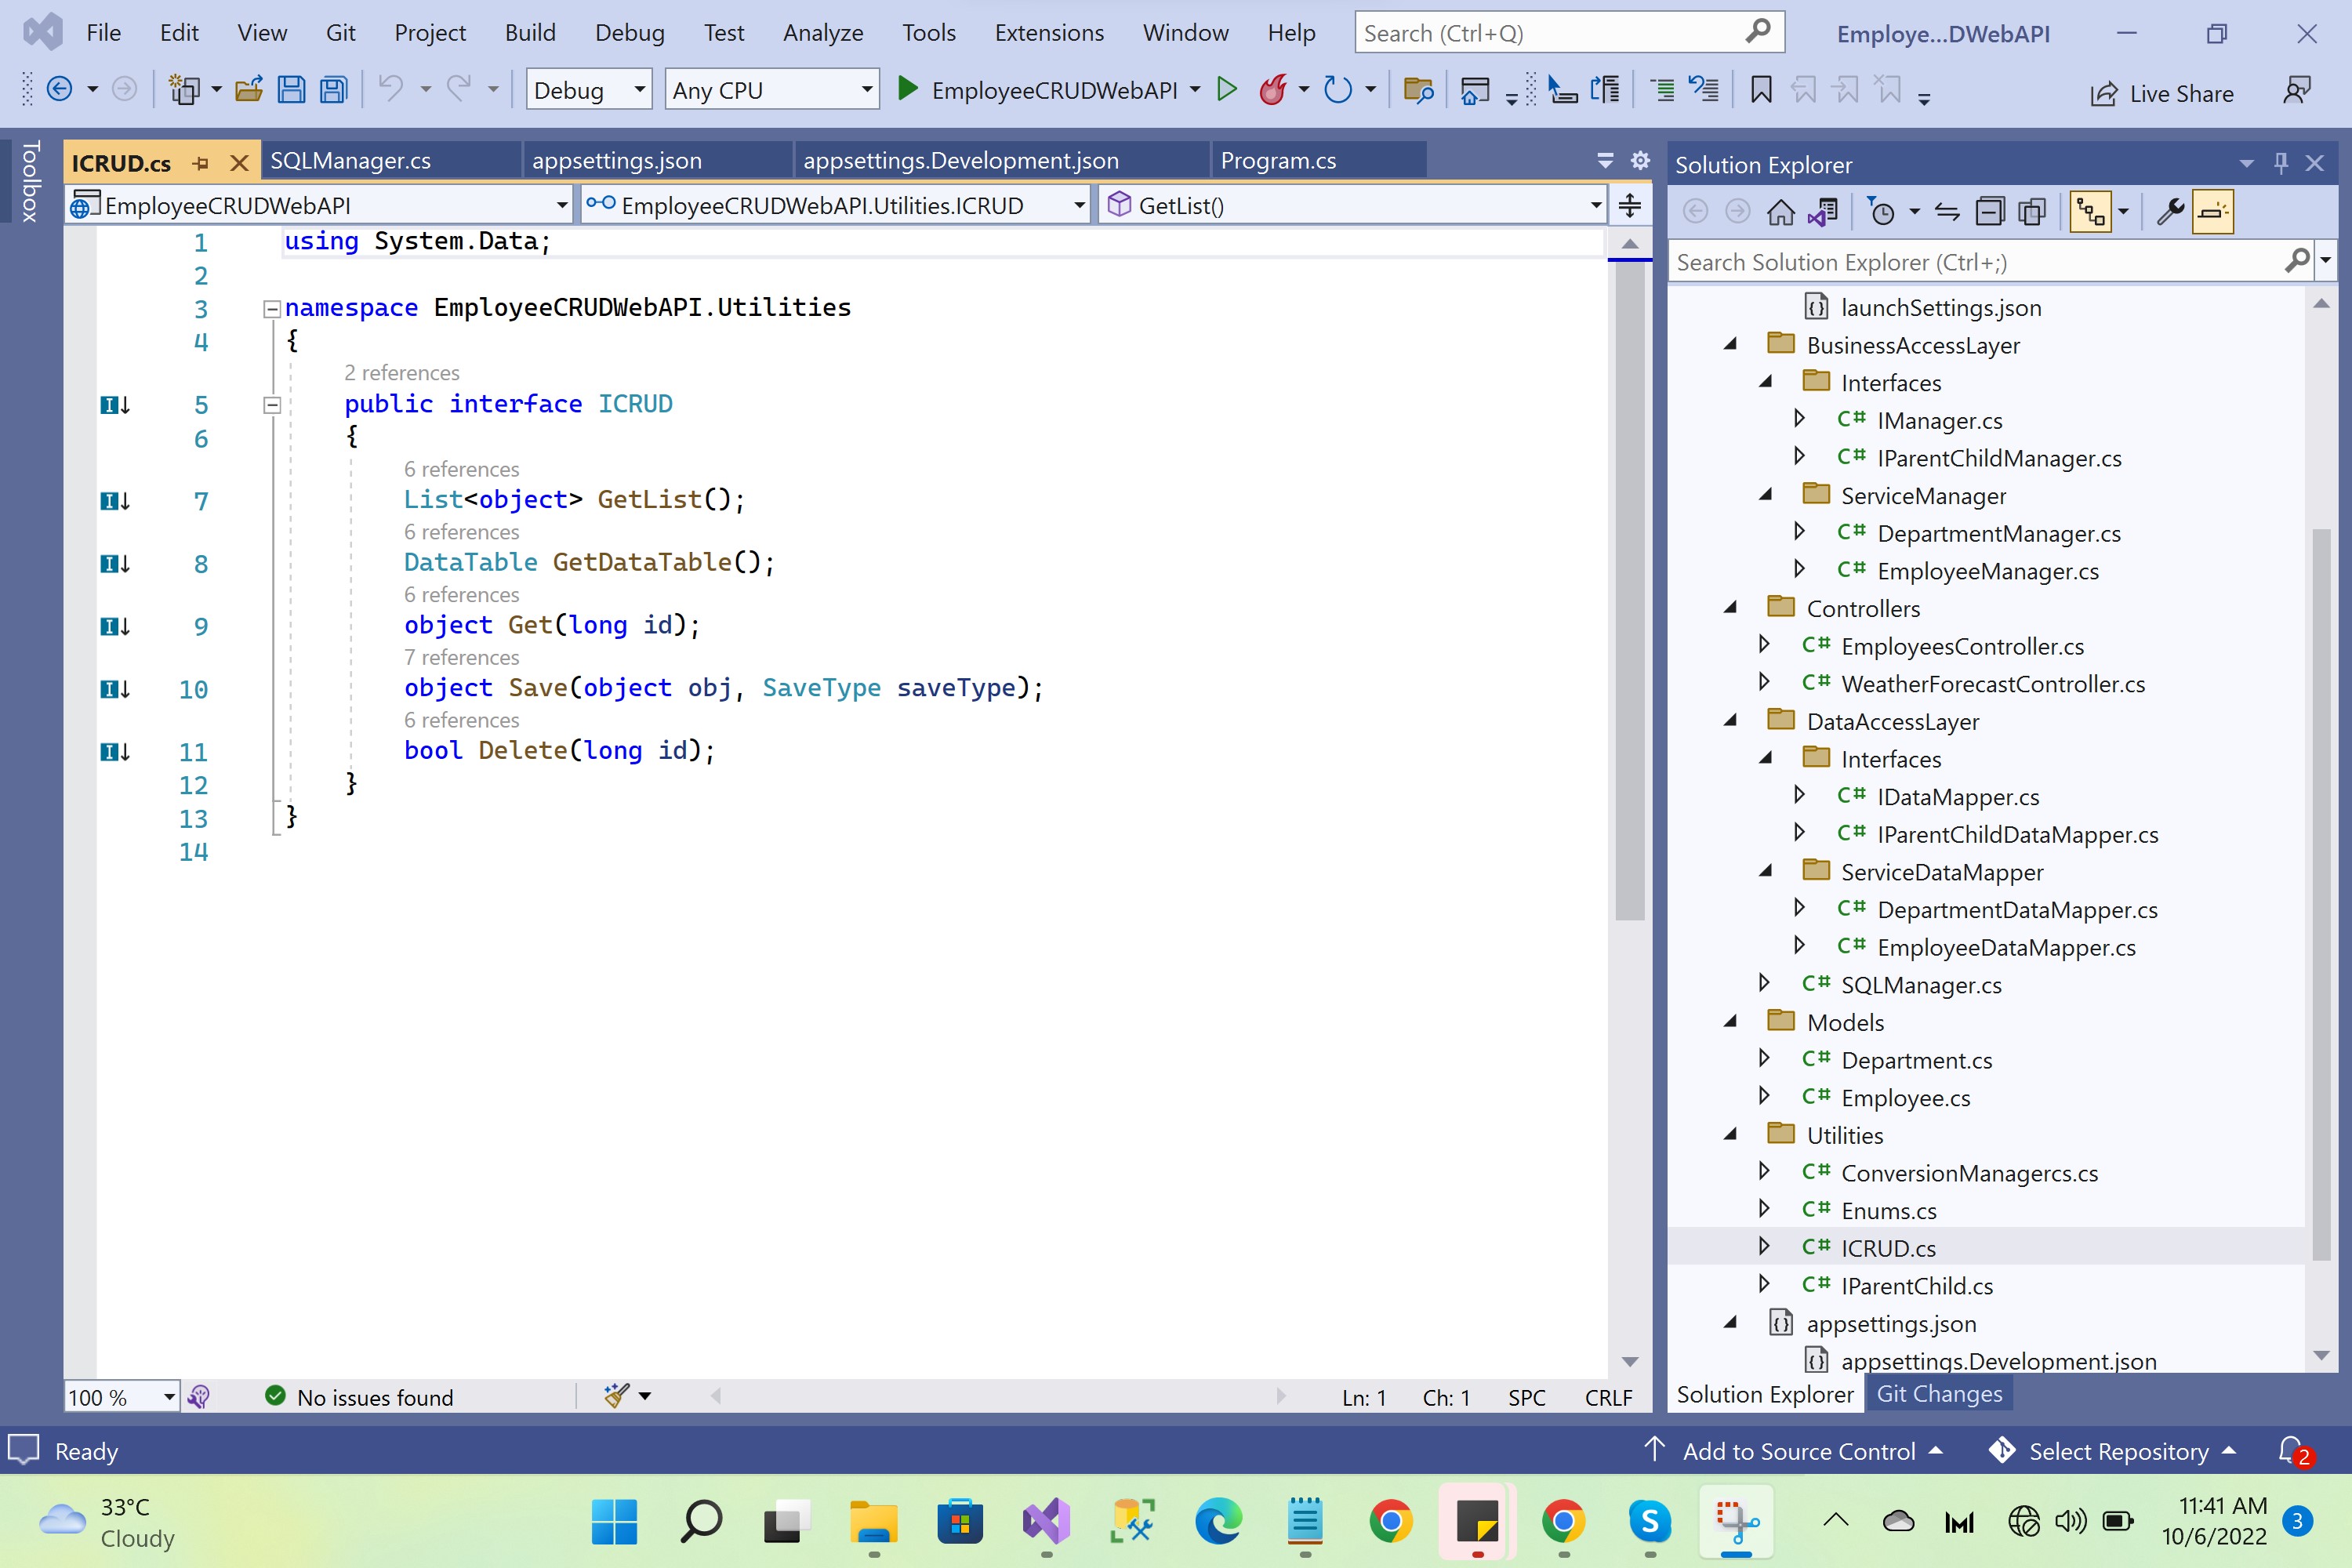 File Edit View Git Project Build Debug Test Analyze Tools Extensions Window Help Search (Ctrl+Q) Employe...DWebAPI
Debug Any CPU EmployeeCRUDWebAPI Live Share
Toolbox
ICRUD.cs SQLManager.cs appsettings.json appsettings.Development.json Program.cs
EmployeeCRUDWebAPI EmployeeCRUDWebAPI.Utilities.ICRUD GetList()
1 using System.Data;
2
3 namespace EmployeeCRUDWebAPI.Utilities
4 {
2 references
5 public interface ICRUD
6 {
6 references
7 List<object> GetList();
6 references
8 DataTable GetDataTable();
6 references
9 object Get(long id);
7 references
10 object Save(object obj, SaveType saveType);
6 references
11 bool Delete(long id);
12 }
13 }
14
100 % No issues found Ln: 1 Ch: 1 SPC CRLF
Solution Explorer
Search Solution Explorer (Ctrl+;)
launchSettings.json
BusinessAccessLayer
Interfaces
C# IManager.cs
C# IParentChildManager.cs
ServiceManager
C# DepartmentManager.cs
C# EmployeeManager.cs
Controllers
C# EmployeesController.cs
C# WeatherForecastController.cs
DataAccessLayer
Interfaces
C# IDataMapper.cs
C# IParentChildDataMapper.cs
ServiceDataMapper
C# DepartmentDataMapper.cs
C# EmployeeDataMapper.cs
C# SQLManager.cs
Models
C# Department.cs
C# Employee.cs
Utilities
C# ConversionManagercs.cs
C# Enums.cs
C# ICRUD.cs
C# IParentChild.cs
appsettings.json
appsettings.Development.json
Solution Explorer Git Changes
Ready Add to Source Control Select Repository 2
33°C
Cloudy
11:41 AM
10/6/2022
3